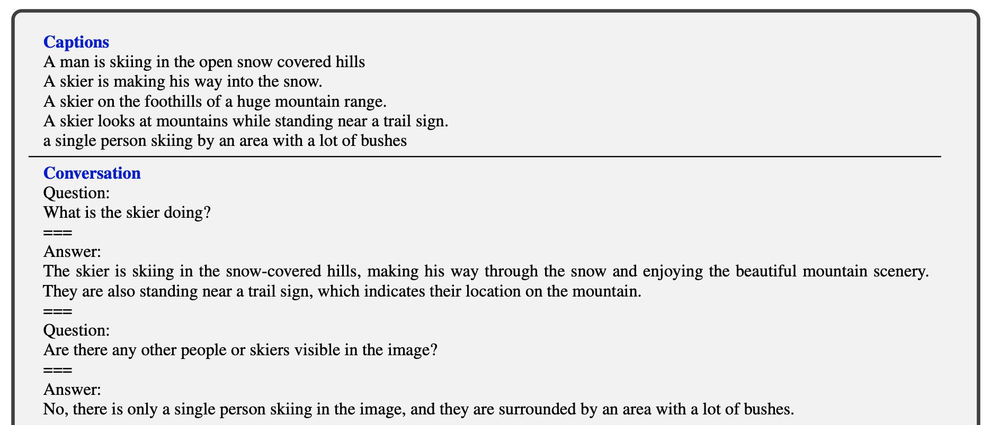 Captions
A man is skiing in the open snow covered hills
A skier is making his way into the snow.
A skier on the foothills of a huge mountain range.
A skier looks at mountains while standing near a trail sign.
a single person skiing by an area with a lot of bushes
Conversation
Question:
What is the skier doing?
===
Answer:
The skier is skiing in the snow-covered hills, making his way through the snow and enjoying the beautiful mountain scenery.
They are also standing near a trail sign, which indicates their location on the mountain.
===
Question:
Are there any other people or skiers visible in the image?
===
Answer:
No, there is only a single person skiing in the image, and they are surrounded by an area with a lot of bushes.